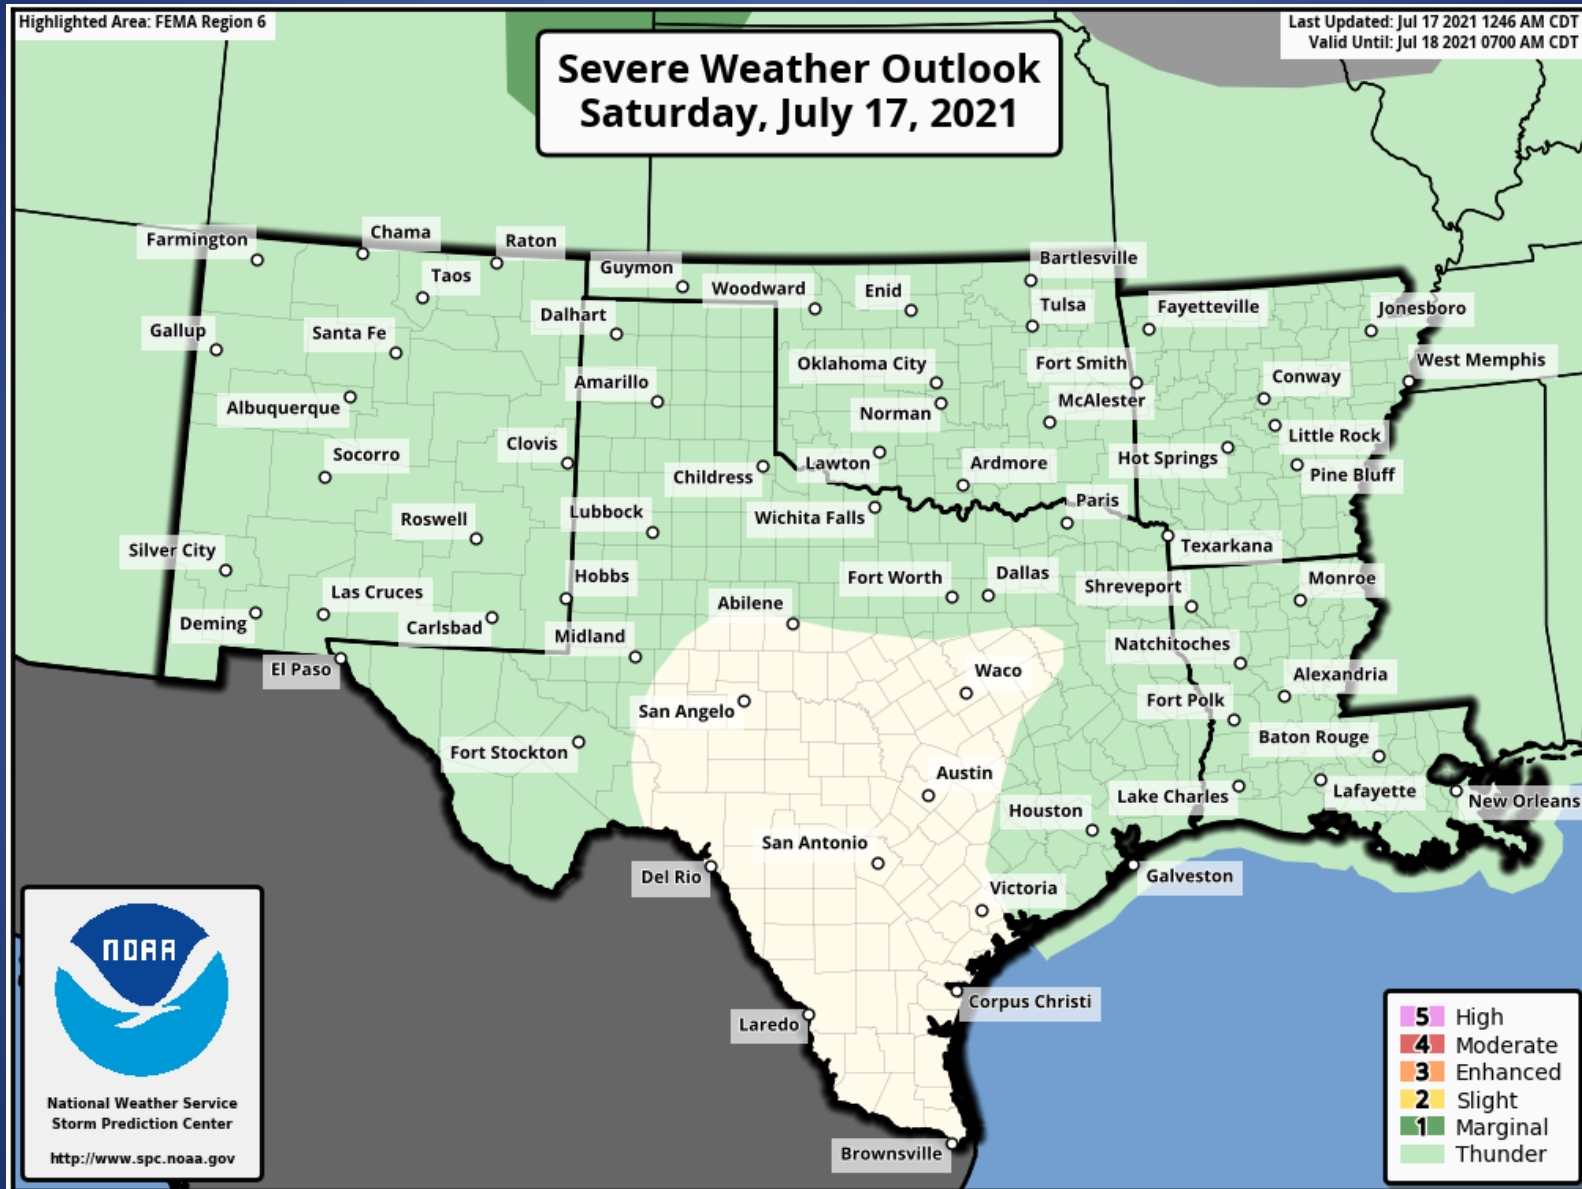 Highlighted Area: FEMA Region 6
Last Updated: Jul 17 2021 1246 AM CDT
Valid Until: Jul 18 2021 0700 AM CDT
Severe Weather Outlook
Saturday, July 17, 2021
Farmington
Chama
Raton
Taos
Guymon
Woodward
Enid
Bartlesville
Tulsa
Fayetteville
Jonesboro
Gallup
Santa Fe
Dalhart
Oklahoma City
Fort Smith
Conway
West Memphis
Albuquerque
Amarillo
Norman
McAlester
Little Rock
Socorro
Clovis
Childress
Lawton
Ardmore
Hot Springs
Pine Bluff
Roswell
Lubbock
Wichita Falls
Paris
Texarkana
Silver City
Las Cruces
Hobbs
Fort Worth
Dallas
Shreveport
Monroe
Deming
Carlsbad
Abilene
Midland
Natchitoches
El Paso
Waco
Alexandria
San Angelo
Fort Polk
Fort Stockton
Baton Rouge
Austin
Houston
Lake Charles
Lafayette
New Orleans
San Antonio
Del Rio
Victoria
Galveston
Corpus Christi
Laredo
Brownsville
NOAA
National Weather Service
Storm Prediction Center
http://www.spc.noaa.gov
5 High
4 Moderate
3 Enhanced
2 Slight
1 Marginal
Thunder